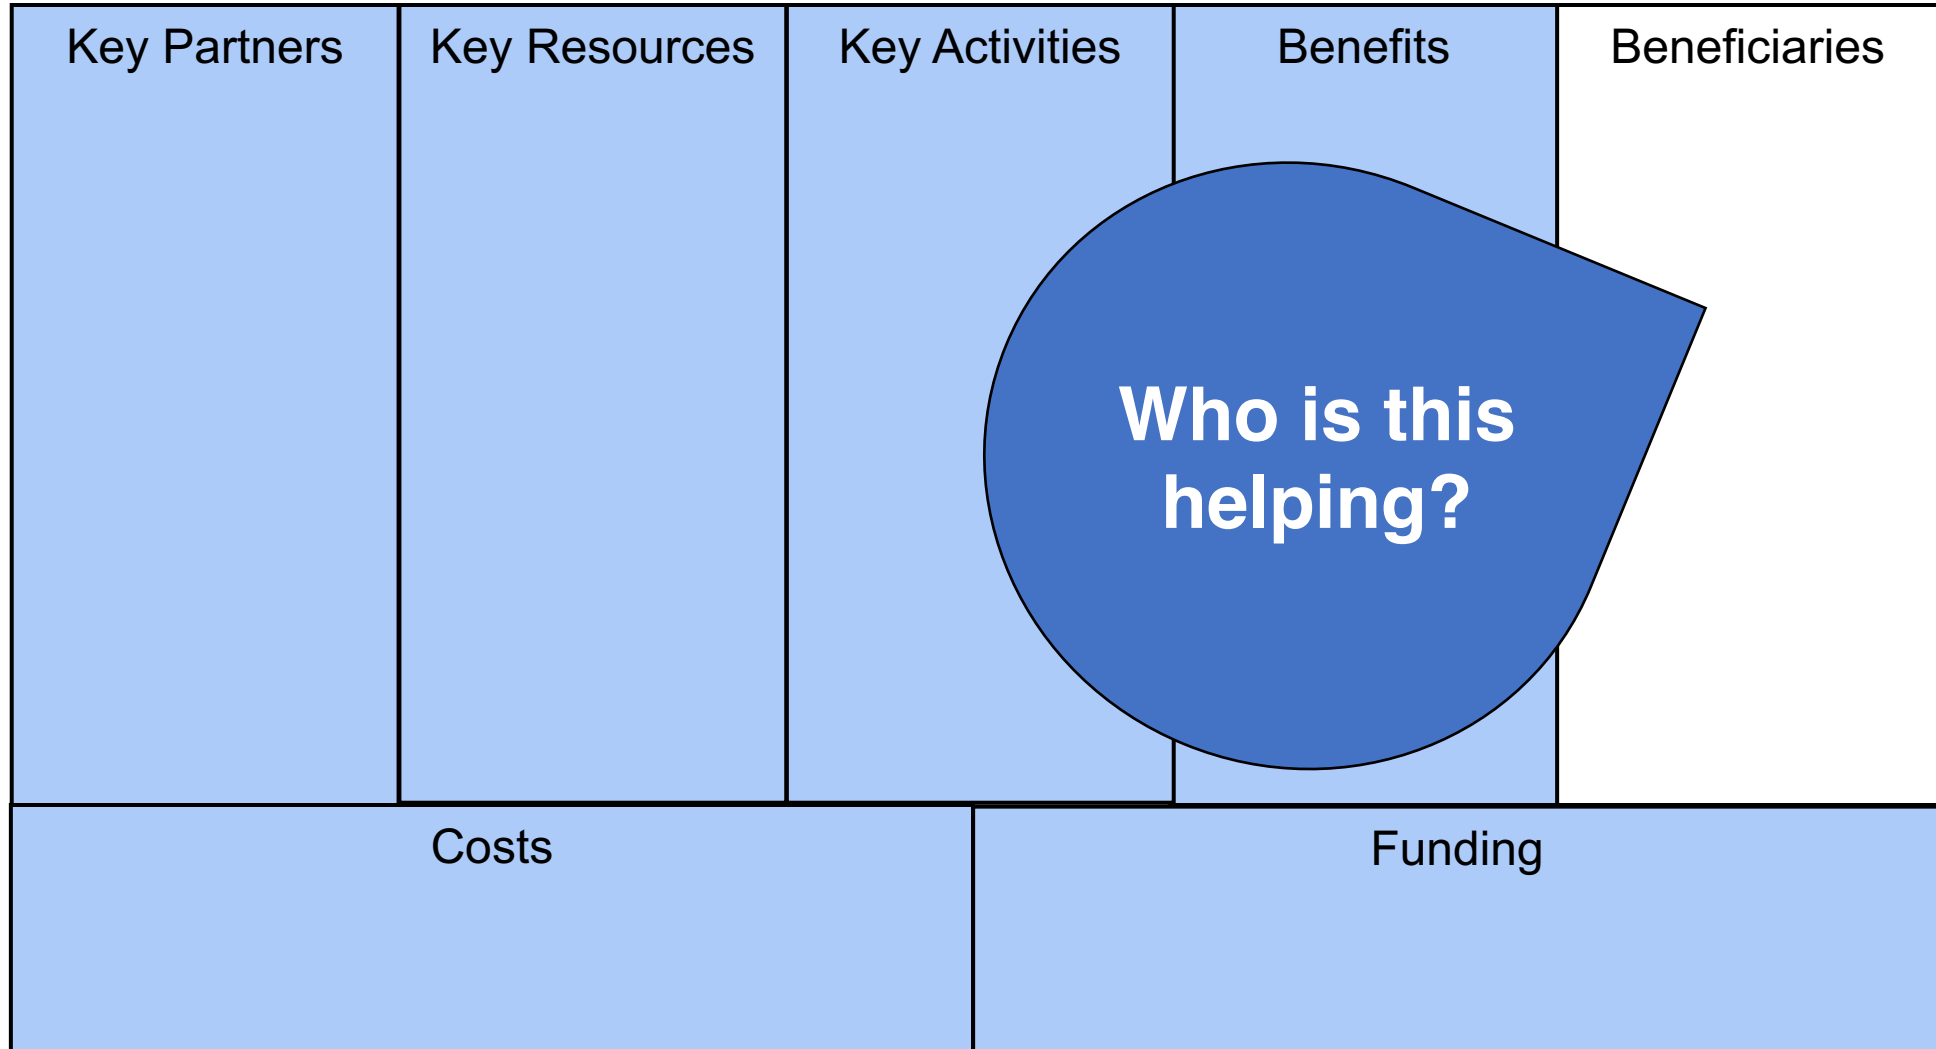 Key Partners
Key Resources
Key Activities
Benefits
Beneficiaries
Who is this
helping?
Costs
Funding